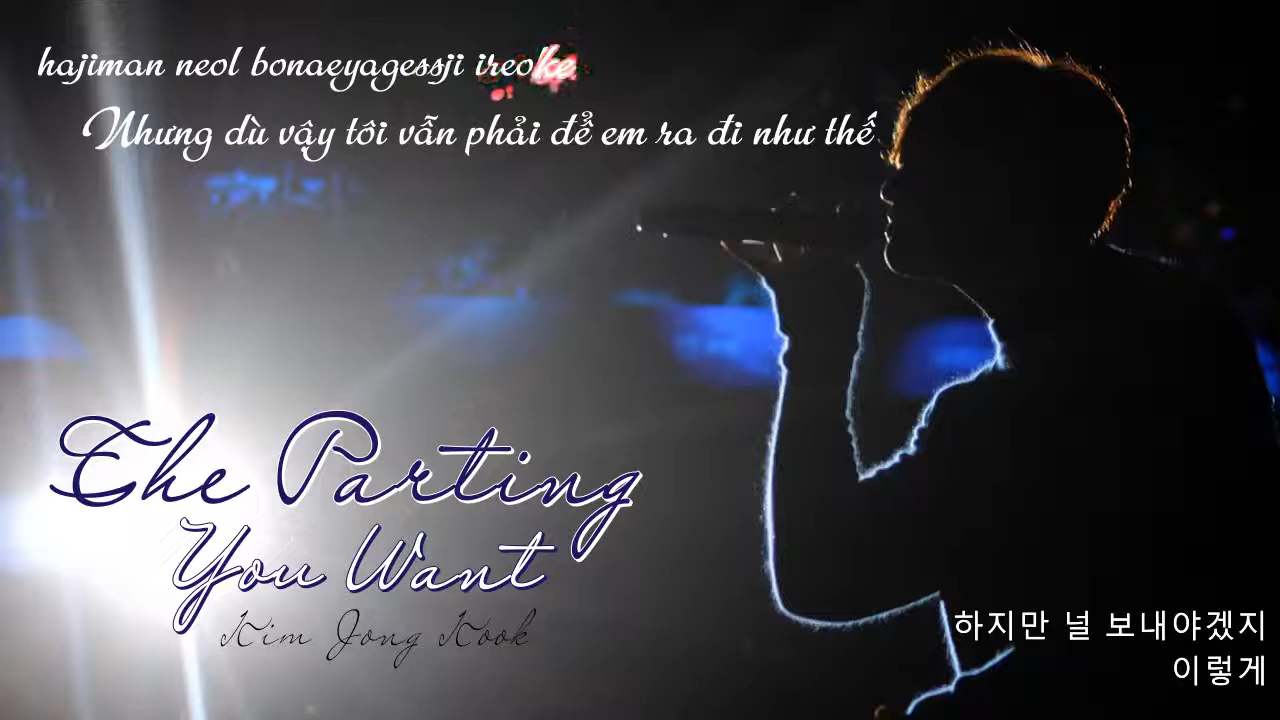 hajiman neol bonaeyagessji ireoke
Nhưng dù vậy tôi vẫn phải để em ra đi như thế
The Parting
You Want
Kim Jong Kook
하지만 널 보내야겠지
이렇게